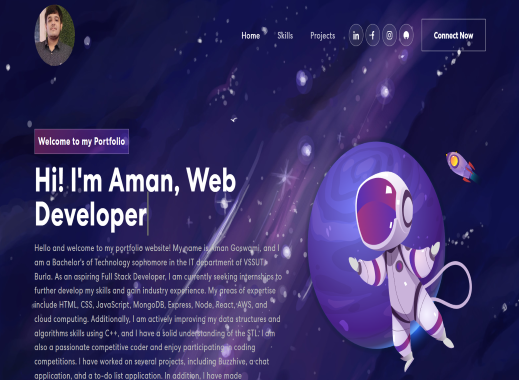 Home Skills Projects Connect Now
Welcome to my Portfolio
Hi! I'm Aman, Web
Developer
Hello and welcome to my portfolio website! My name is Aman Goswami, and I
am a Bachelor's of Technology sophomore in the IT department of VSSUT,
Burla. As an aspiring Full Stack Developer, I am currently seeking internships to
further develop my skills and gain industry experience. My areas of expertise
include HTML, CSS, JavaScript, MongoDB, Express, Node, React, AWS, and
cloud computing. Additionally, I am actively improving my data structures and
algorithms skills using C++, and I have a solid understanding of the STL. I am
also a passionate competitive coder and enjoy participating in coding
competitions. I have worked on several projects, including Buzzhive, a chat
application, and a to-do list application. In addition, I have made